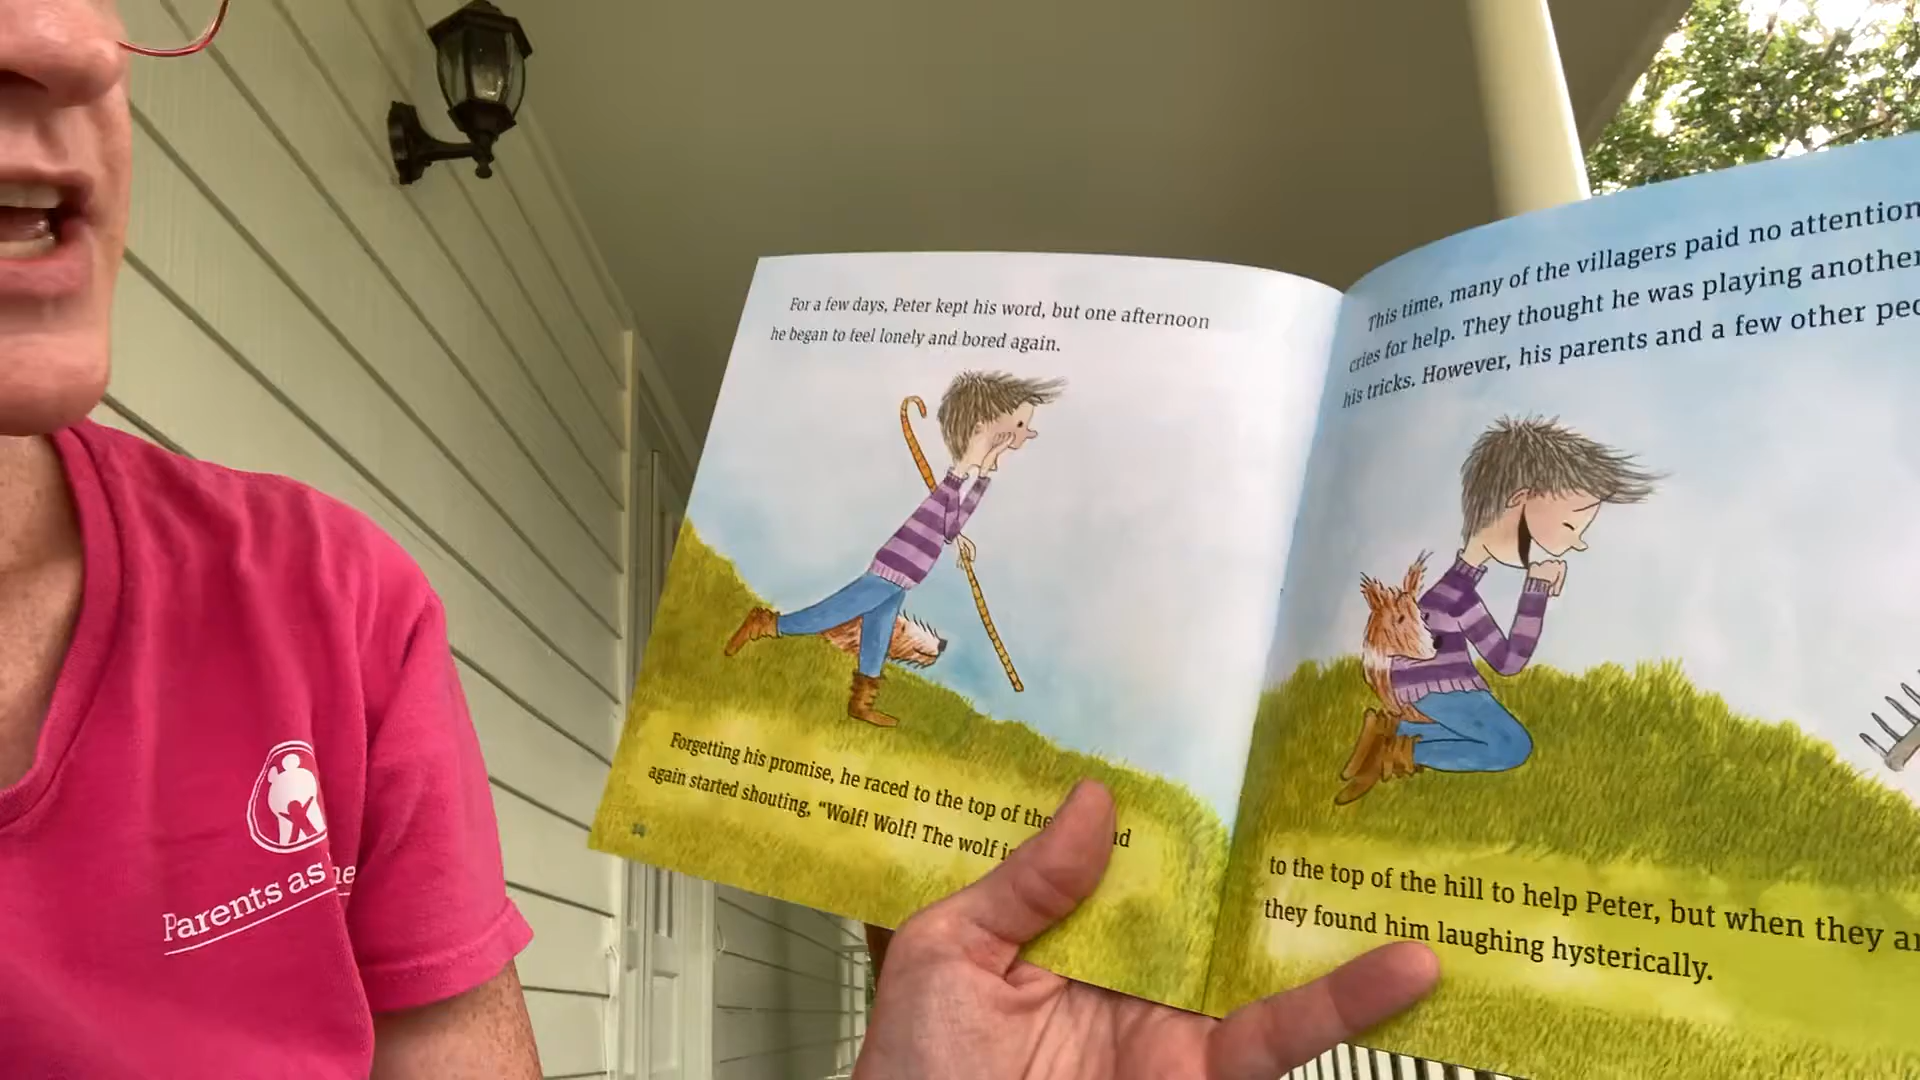 For a few days, Peter kept his word, but one afternoon
he began to feel lonely and bored again.
Forgetting his promise, he raced to the top of the
again started shouting, “Wolf! Wolf! The wolf
14
This time, many of the villagers paid no attention
cries for help. They thought he was playing another
his tricks. However, his parents and a few other
to the top of the hill to help Peter, but when they
they found him laughing hysterically.
Parents as